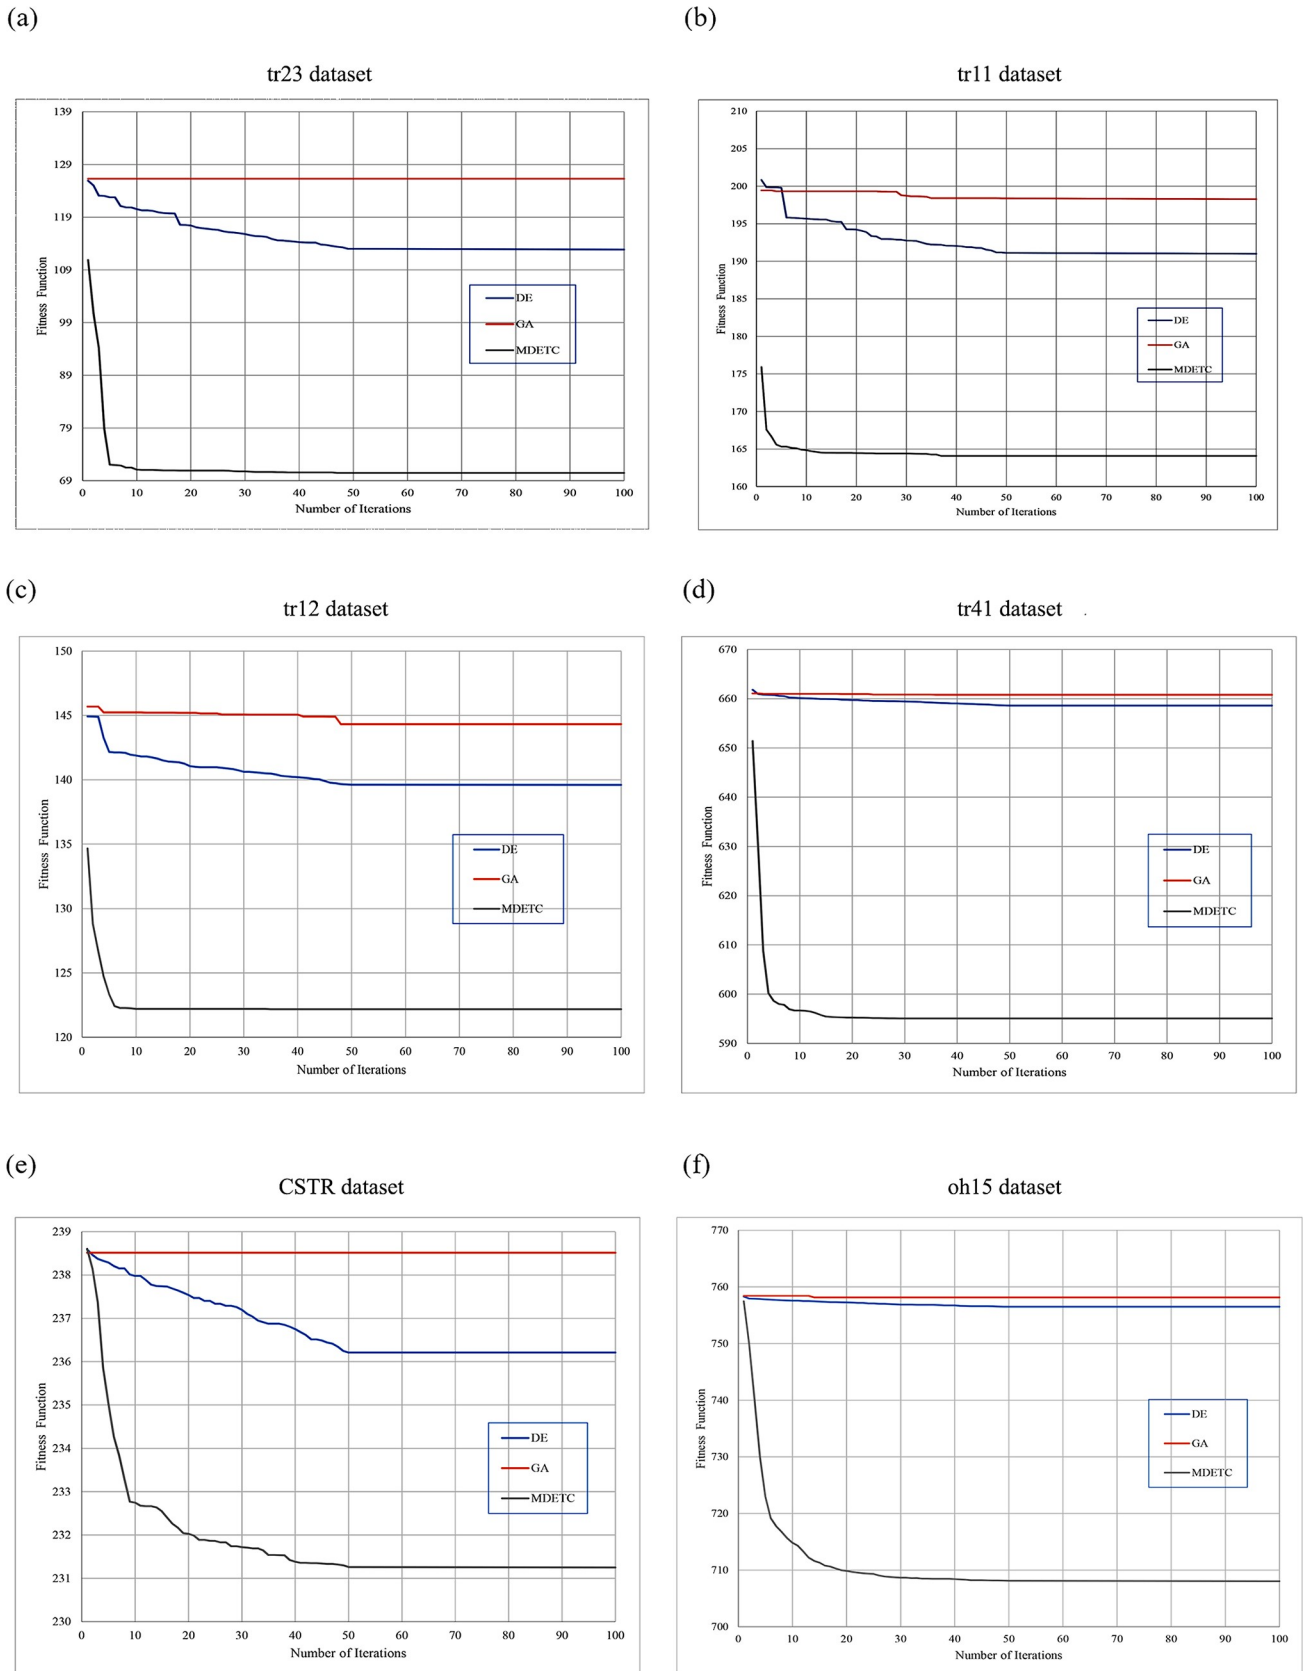 (a)
tr23 dataset
139
129
119
109
99
89
79
69
Fitness Function
DE
GA
MDETC
0 10 20 30 40 50 60 70 80 90 100
Number of Iterations
(b)
tr11 dataset
210
205
200
195
190
185
180
175
170
165
160
Fitness Function
DE
GA
MDETC
0 10 20 30 40 50 60 70 80 90 100
Number of Iterations
(c)
tr12 dataset
150
145
140
135
130
125
120
Fitness Function
DE
GA
MDETC
0 10 20 30 40 50 60 70 80 90 100
Number of Iterations
(d)
tr41 dataset
670
660
650
640
630
620
610
600
590
Fitness Function
DE
GA
MDETC
0 10 20 30 40 50 60 70 80 90 100
Number of Iterations
(e)
CSTR dataset
239
238
237
236
235
234
233
232
231
230
Fitness Function
DE
GA
MDETC
0 10 20 30 40 50 60 70 80 90 100
Number of Iterations
(f)
oh15 dataset
770
760
750
740
730
720
710
700
Fitness Function
DE
GA
MDETC
0 10 20 30 40 50 60 70 80 90 100
Number of Iterations